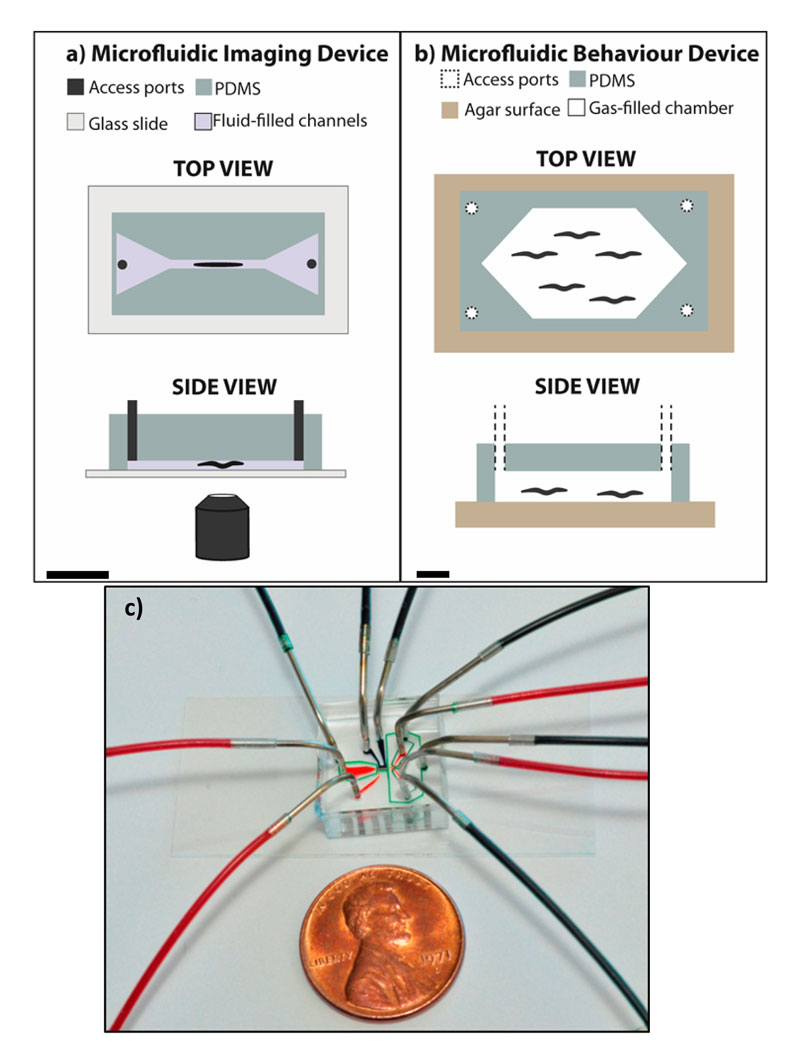 a) Microfluidic Imaging Device
Access ports PDMS
Glass slide Fluid-filled channels
TOP VIEW
SIDE VIEW
b) Microfluidic Behaviour Device
Access ports PDMS
Agar surface Gas-filled chamber
TOP VIEW
SIDE VIEW
c)
LIBERTY 1971